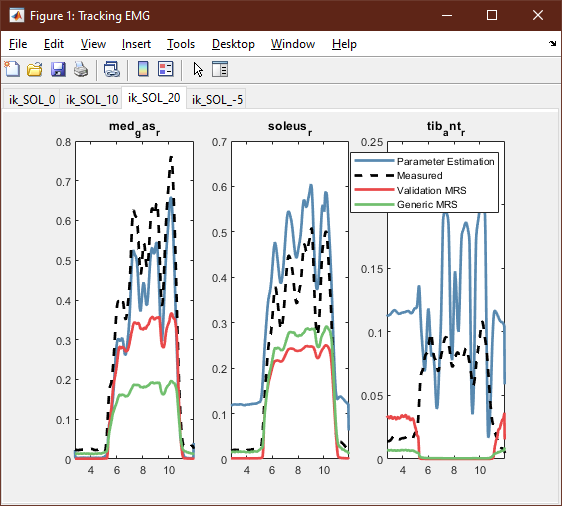 Figure 1: Tracking EMG
File Edit View Insert Tools Desktop Window Help
ik_SOL_0 ik_SOL_10 ik_SOL_20 ik_SOL_-5
med_gas_r
0.8
0.7
0.6
0.5
0.4
0.3
0.2
0.1
0
4 6 8 10
soleus_r
0.7
0.6
0.5
0.4
0.3
0.2
0.1
0
4 6 8 10
tib_ant_r
0.25
0.15
0.1
0.05
0
4 6 8 10
Parameter Estimation
Measured
Validation MRS
Generic MRS